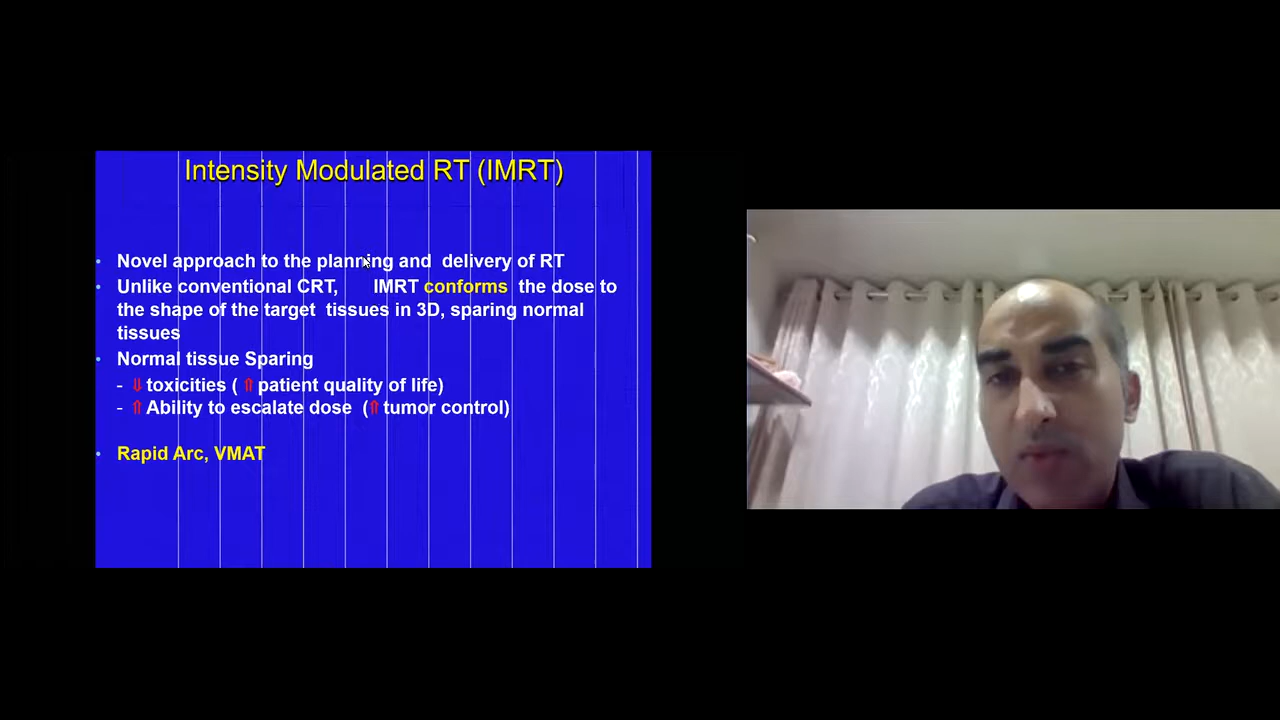 Intensity Modulated RT (IMRT)
• Novel approach to the planning and delivery of RT
• Unlike conventional CRT, IMRT conforms the dose to
the shape of the target tissues in 3D, sparing normal
tissues
• Normal tissue Sparing
- ⇓ toxicities ( ⇑ patient quality of life)
- ⇑ Ability to escalate dose (⇑ tumor control)
• Rapid Arc, VMAT